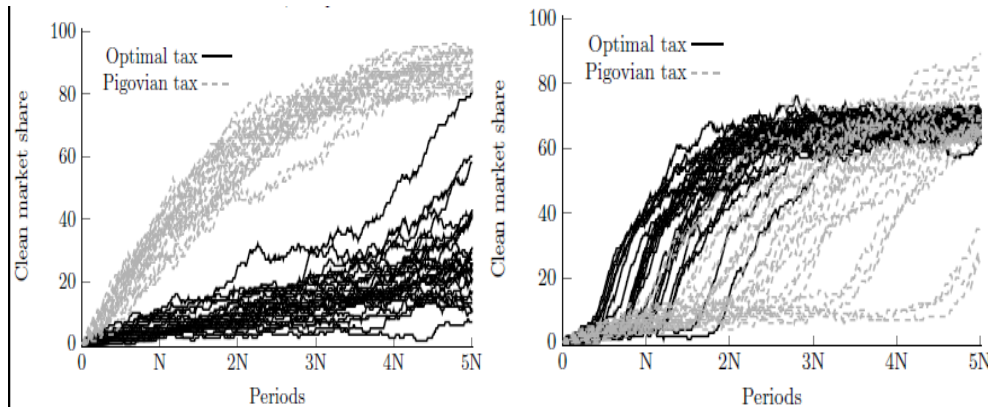 100
80
60
40
20
0
Clean market share
Optimal tax
Pigovian tax
0 N 2N 3N 4N 5N
Periods
100
80
60
40
20
0
Clean market share
Optimal tax
Pigovian tax
0 N 2N 3N 4N 5N
Periods